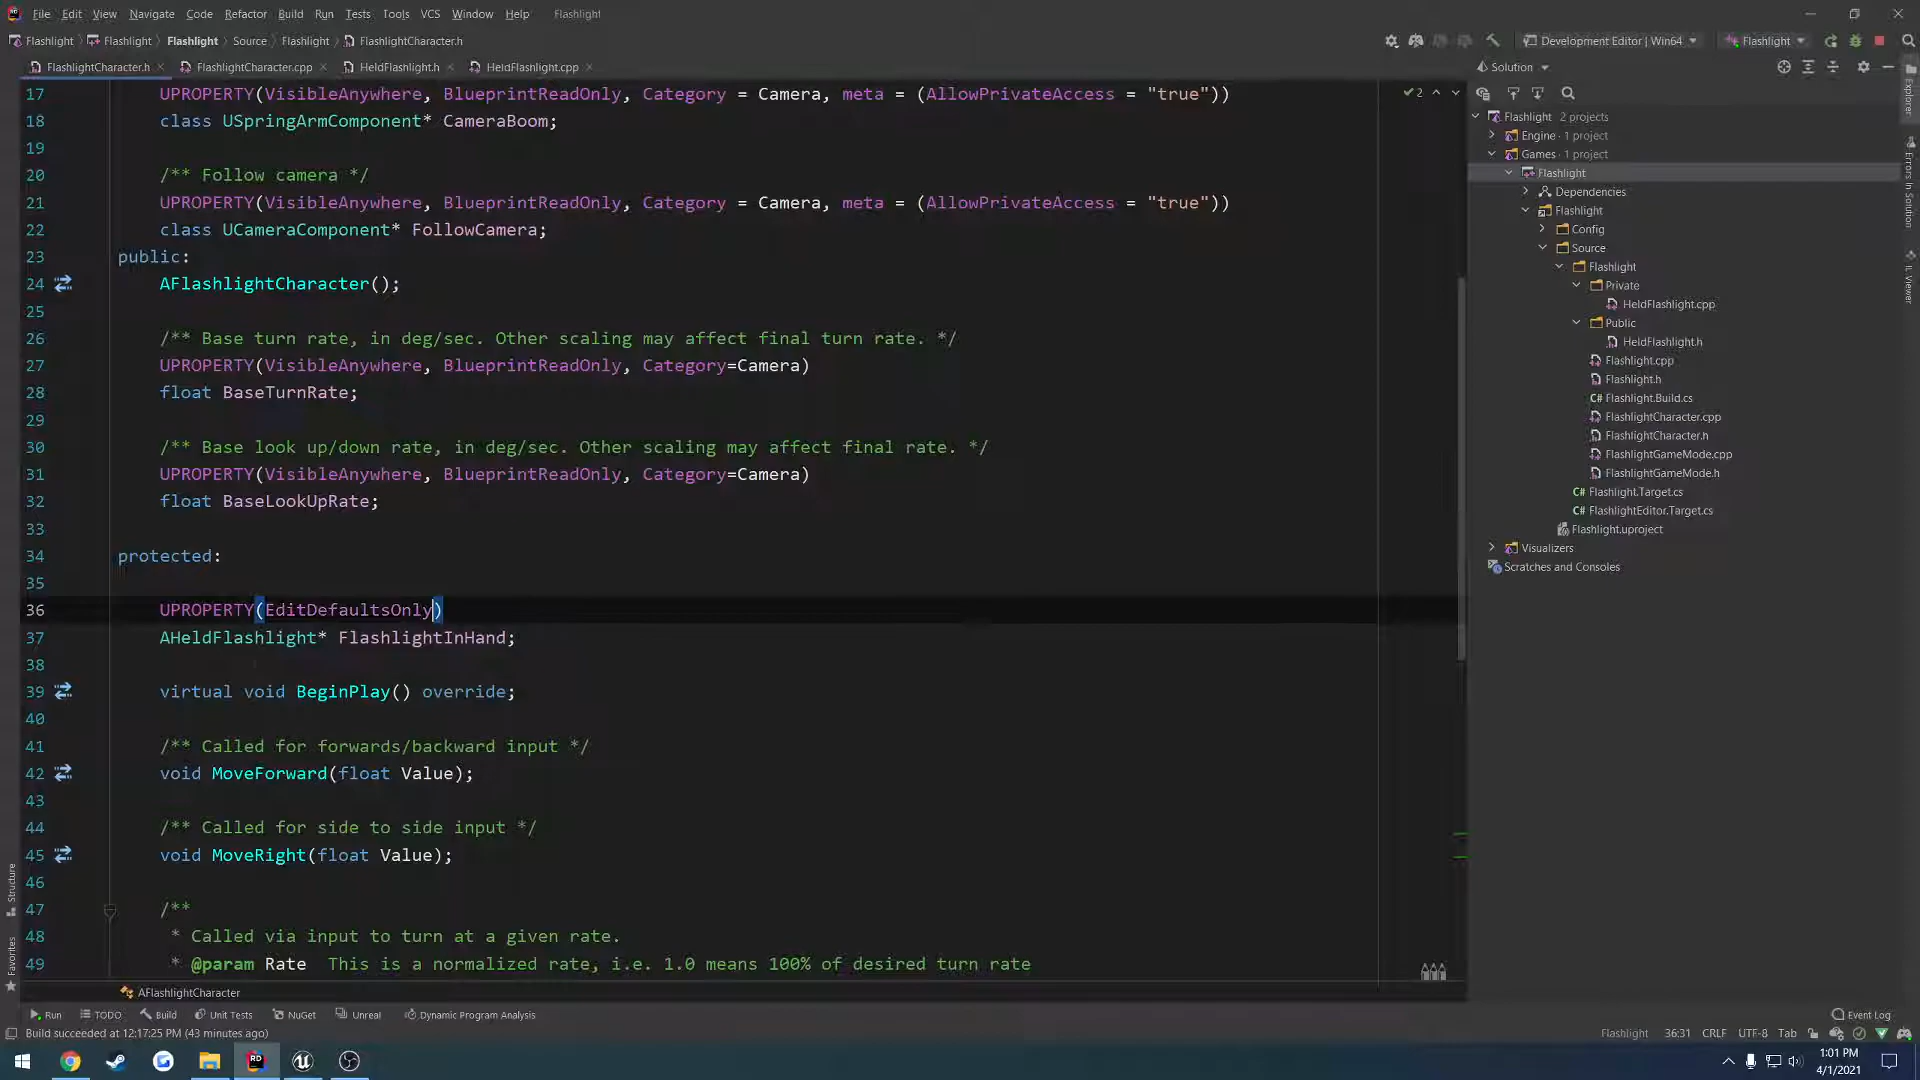 File Edit View Navigate Code Refactor Build Run Tests Tools VCS Window Help Flashlight
Flashlight Flashlight Flashlight Source Flashlight FlashlightCharacter.h Development Editor | Win64 Flashlight
FlashlightCharacter.h FlashlightCharacter.cpp HeldFlashlight.h HeldFlashlight.cpp
17 UPROPERTY(VisibleAnywhere, BlueprintReadOnly, Category = Camera, meta = (AllowPrivateAccess = "true"))
2
18 class USpringArmComponent* CameraBoom;
19
20 /** Follow camera */
21 UPROPERTY(VisibleAnywhere, BlueprintReadOnly, Category = Camera, meta = (AllowPrivateAccess = "true"))
22 class UCameraComponent* FollowCamera;
23 public:
24 AFlashlightCharacter();
25
26 /** Base turn rate, in deg/sec. Other scaling may affect final turn rate. */
27 UPROPERTY(VisibleAnywhere, BlueprintReadOnly, Category=Camera)
28 float BaseTurnRate;
29
30 /** Base look up/down rate, in deg/sec. Other scaling may affect final rate. */
31 UPROPERTY(VisibleAnywhere, BlueprintReadOnly, Category=Camera)
32 float BaseLookUpRate;
33
34 protected:
35
36 UPROPERTY(EditDefaultsOnly)
37 AHeldFlashlight* FlashlightInHand;
38
39 virtual void BeginPlay() override;
40
41 /** Called for forwards/backward input */
42 void MoveForward(float Value);
43
44 /** Called for side to side input */
45 void MoveRight(float Value);
46
47 /**
48 * Called via input to turn at a given rate.
49 * @param Rate This is a normalized rate, i.e. 1.0 means 100% of desired turn rate
AFlashlightCharacter
Solution
Flashlight 2 projects
Engine · 1 project
Games · 1 project
Flashlight
Dependencies
Flashlight
Config
Source
Flashlight
Private
HeldFlashlight.cpp
Public
HeldFlashlight.h
Flashlight.cpp
Flashlight.h
C# Flashlight.Build.cs
FlashlightCharacter.cpp
FlashlightCharacter.h
FlashlightGameMode.cpp
FlashlightGameMode.h
C# Flashlight.Target.cs
C# FlashlightEditor.Target.cs
Flashlight.uproject
Visualizers
Scratches and Consoles
Explorer
Errors In Solution
IL Viewer
Structure
Favorites
Run TODO Build Unit Tests NuGet Unreal Dynamic Program Analysis Event Log
Build succeeded at 12:17:25 PM (43 minutes ago) Flashlight 36:31 CRLF UTF-8 Tab
1:01 PM
4/1/2021